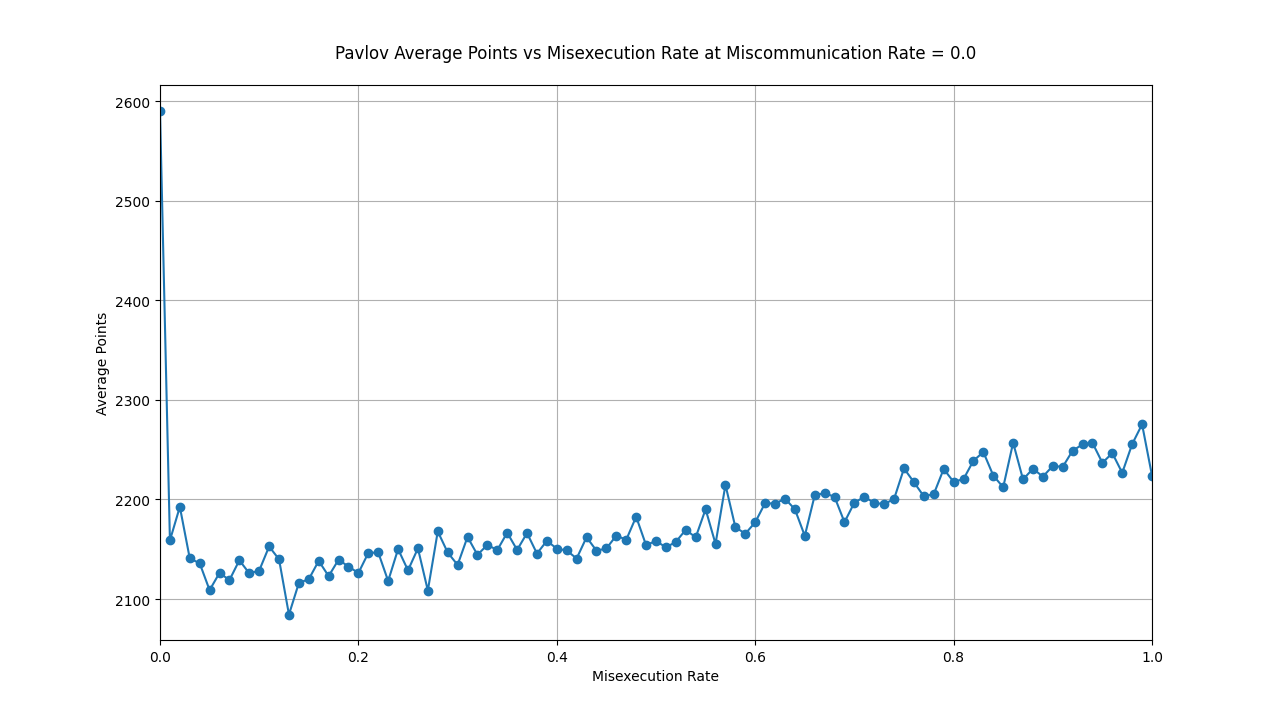 Pavlov Average Points vs Misexecution Rate at Miscommunication Rate = 0.0
2600
2500
2400
2300
2200
2100
Average Points
0.0 0.2 0.4 0.6 0.8 1.0
Misexecution Rate